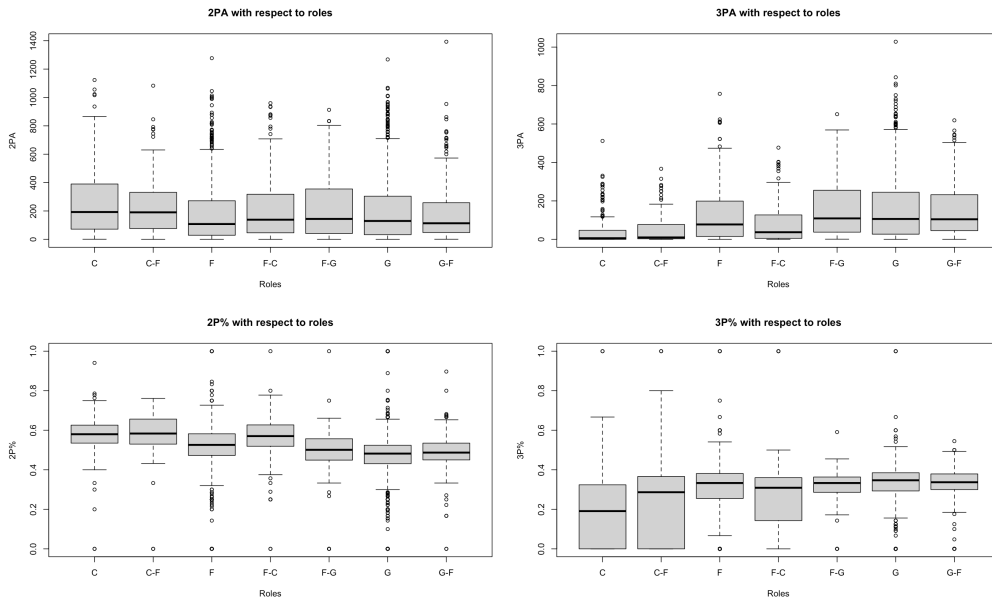 2PA with respect to roles
2PA
0 200 400 600 800 1000 1200 1400
C C-F F F-C F-G G G-F
Roles
3PA with respect to roles
3PA
0 200 400 600 800 1000
C C-F F F-C F-G G G-F
Roles
2P% with respect to roles
2P%
0.0 0.2 0.4 0.6 0.8 1.0
C C-F F F-C F-G G G-F
Roles
3P% with respect to roles
3P%
0.0 0.2 0.4 0.6 0.8 1.0
C C-F F F-C F-G G G-F
Roles